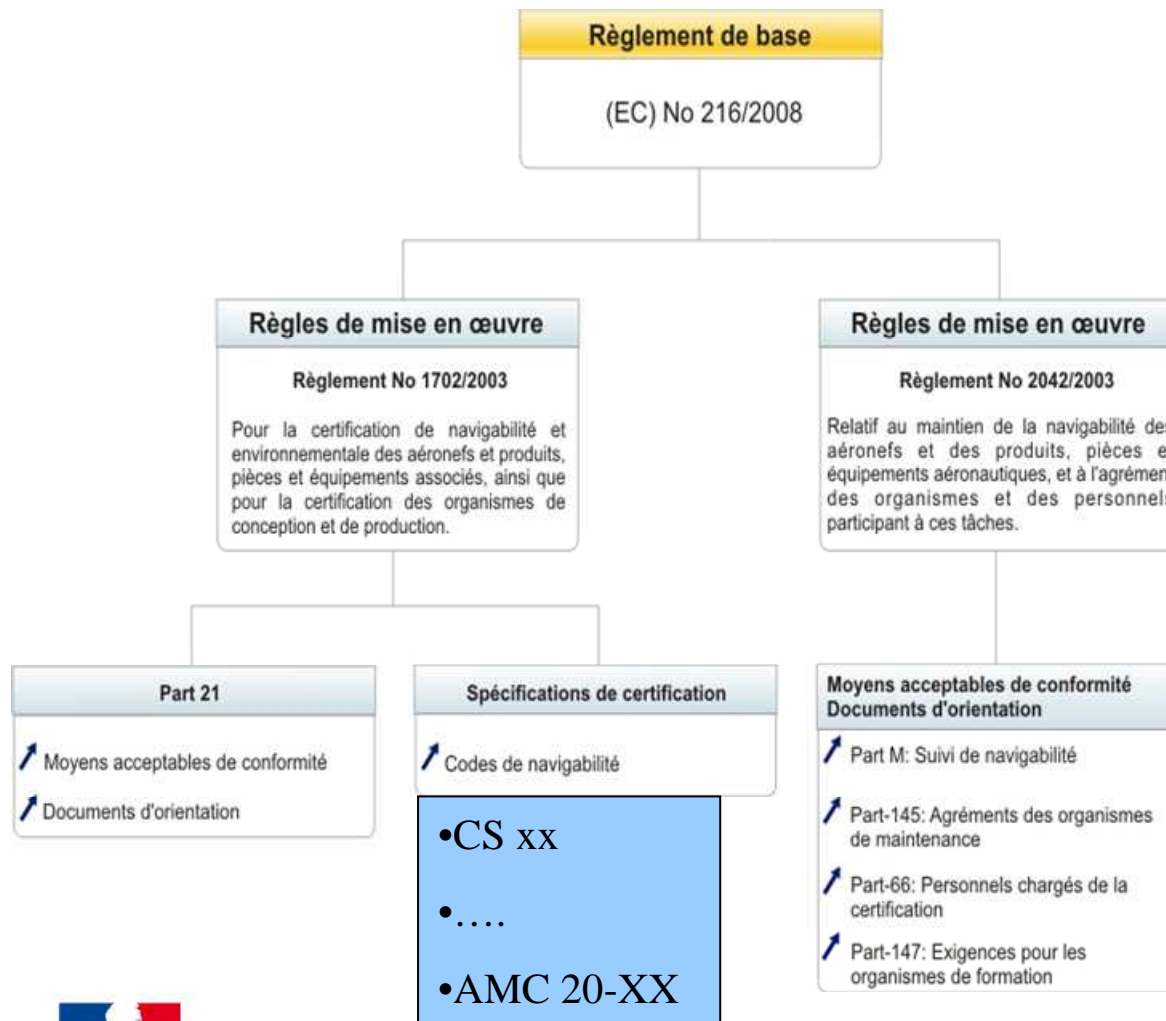 Règlement de base
(EC) No 216/2008
Règles de mise en œuvre
Règlement No 1702/2003
Pour la certification de navigabilité et
environnementale des aéronefs et produits,
pièces et équipements associés, ainsi que
pour la certification des organismes de
conception et de production.
Règles de mise en œuvre
Règlement No 2042/2003
Relatif au maintien de la navigabilité des
aéronefs et des produits, pièces e
équipements aéronautiques, et à l'agrémen
des organismes et des personnels
participant à ces tâches.
Part 21
Moyens acceptables de conformité
Documents d'orientation
Spécifications de certification
Codes de navigabilité
•CS xx
•….
•AMC 20-XX
Moyens acceptables de conformité
Documents d'orientation
Part M: Suivi de navigabilité
Part-145: Agréments des organismes
de maintenance
Part-66: Personnels chargés de la
certification
Part-147: Exigences pour les
organismes de formation